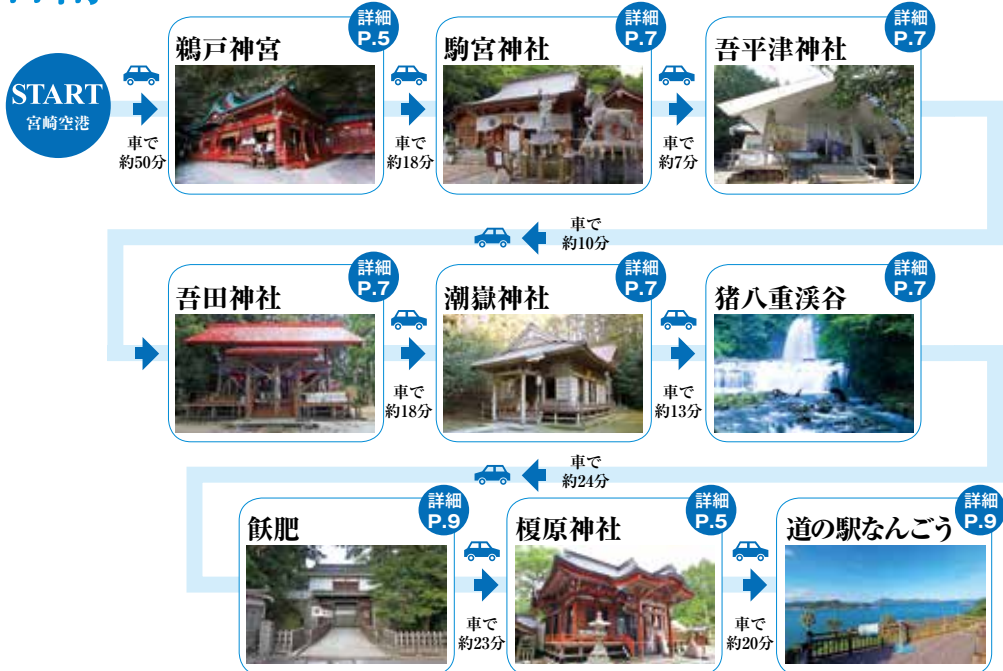 START
宮崎空港
車で
約50分
鵜戸神宮
詳細
P.5
車で
約18分
駒宮神社
詳細
P.7
車で
約7分
吾平津神社
詳細
P.7
車で
約10分
吾田神社
詳細
P.7
車で
約18分
潮嶽神社
詳細
P.7
車で
約13分
猪八重渓谷
詳細
P.7
車で
約24分
飫肥
詳細
P.9
車で
約23分
榎原神社
詳細
P.5
車で
約20分
道の駅なんごう
詳細
P.9